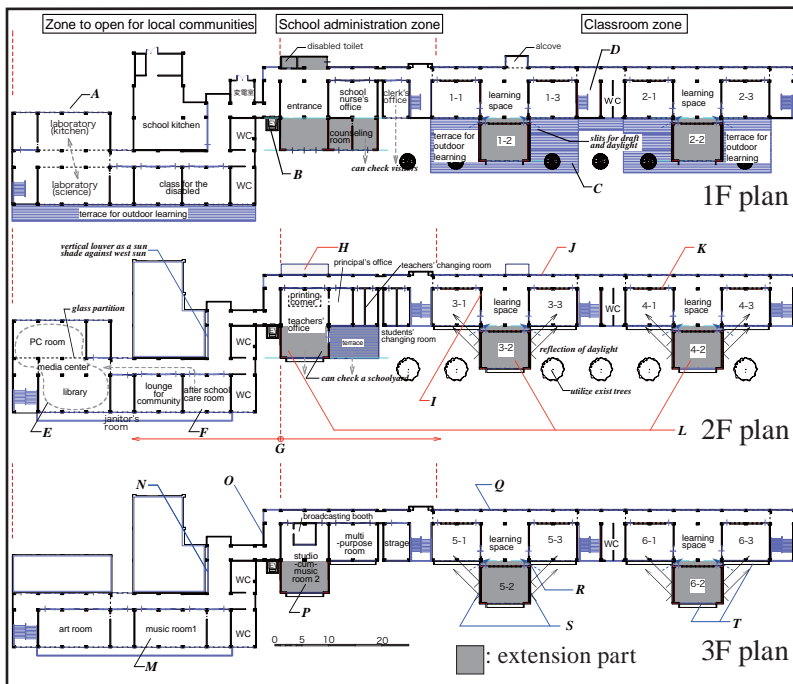 Zone to open for local communities
School administration zone
Classroom zone
disabled toilet
alcove
A
変電室
D
laboratory
(kitchen)
school kitchen
entrance
school
nurse's
office
clerk's
office
1-1
learning
space
1-3
WC
2-1
learning
space
2-3
WC
counseling
room
1-2
slits for draft
and daylight
2-2
terrace for
outdoor
learning
terrace for
outdoor
learning
laboratory
(science)
class for the
disabled
WC
B
can check visitors
C
terrace for outdoor learning
1F plan
vertical louver as a sun
shade against west sun
H
principal's office
teachers' changing room
J
K
glass partition
printing
corner
teachers'
office
3-1
learing
space
3-3
WC
4-1
learing
space
4-3
PC room
WC
students'
changing room
terrace
3-2
reflection of daylight
4-2
media center
library
lounge
for
community
after school
care room
WC
can check a schoolyard
utilize exist trees
janitor's
room
E
F
I
L
G
2F plan
N
O
Q
broadcasting booth
multi
-purpose
room
strage
5-1
learning
space
5-3
WC
6-1
learning
space
6-3
studio
-cum-
music
room 2
WC
5-2
R
6-2
art room
music room1
WC
P
S
T
M
0 5 10 20
: extension part
3F plan